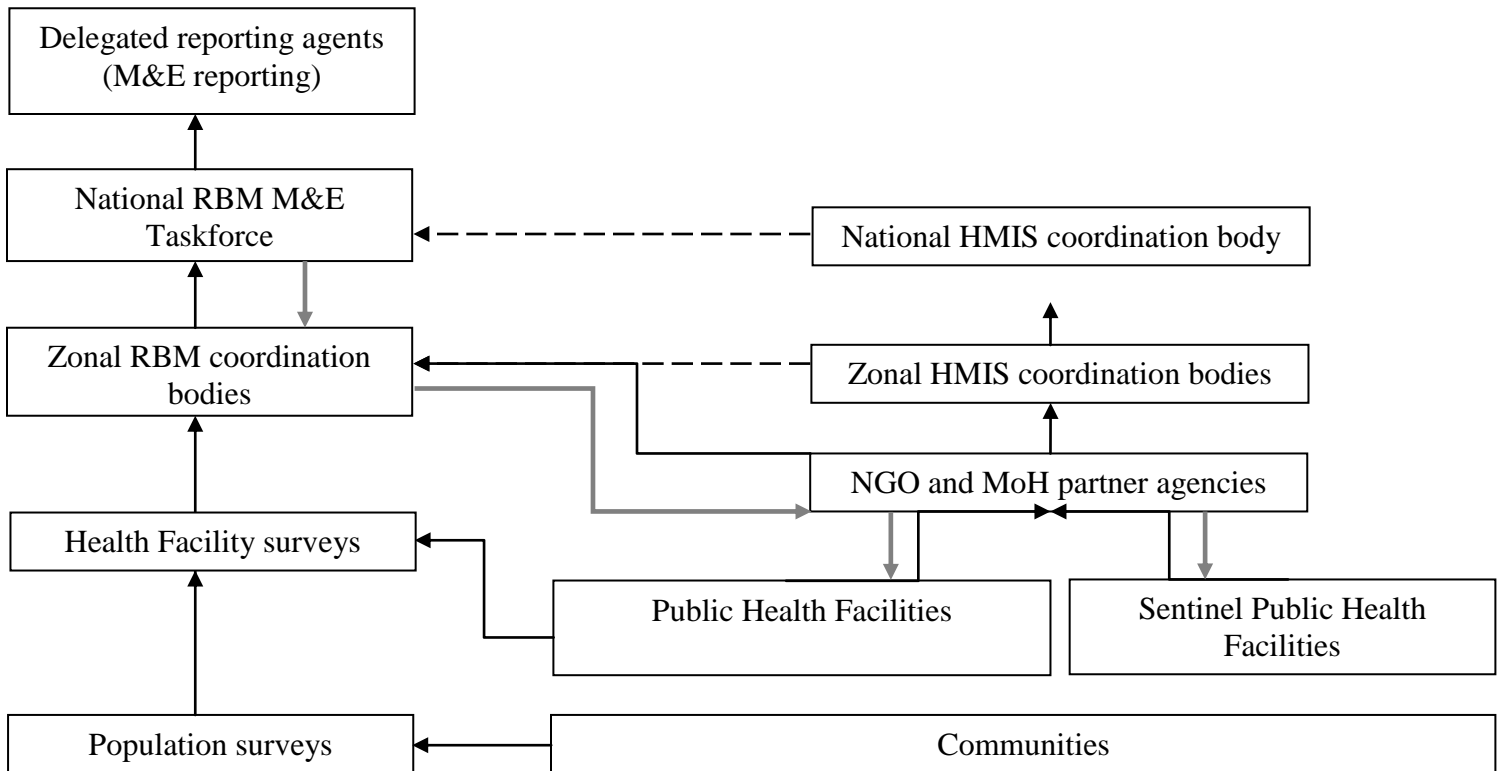 Delegated reporting agents
(M&E reporting)
National RBM M&E
Taskforce
National HMIS coordination body
Zonal RBM coordination
bodies
Zonal HMIS coordination bodies
NGO and MoH partner agencies
Health Facility surveys
Public Health Facilities
Sentinel Public Health
Facilities
Population surveys
Communities